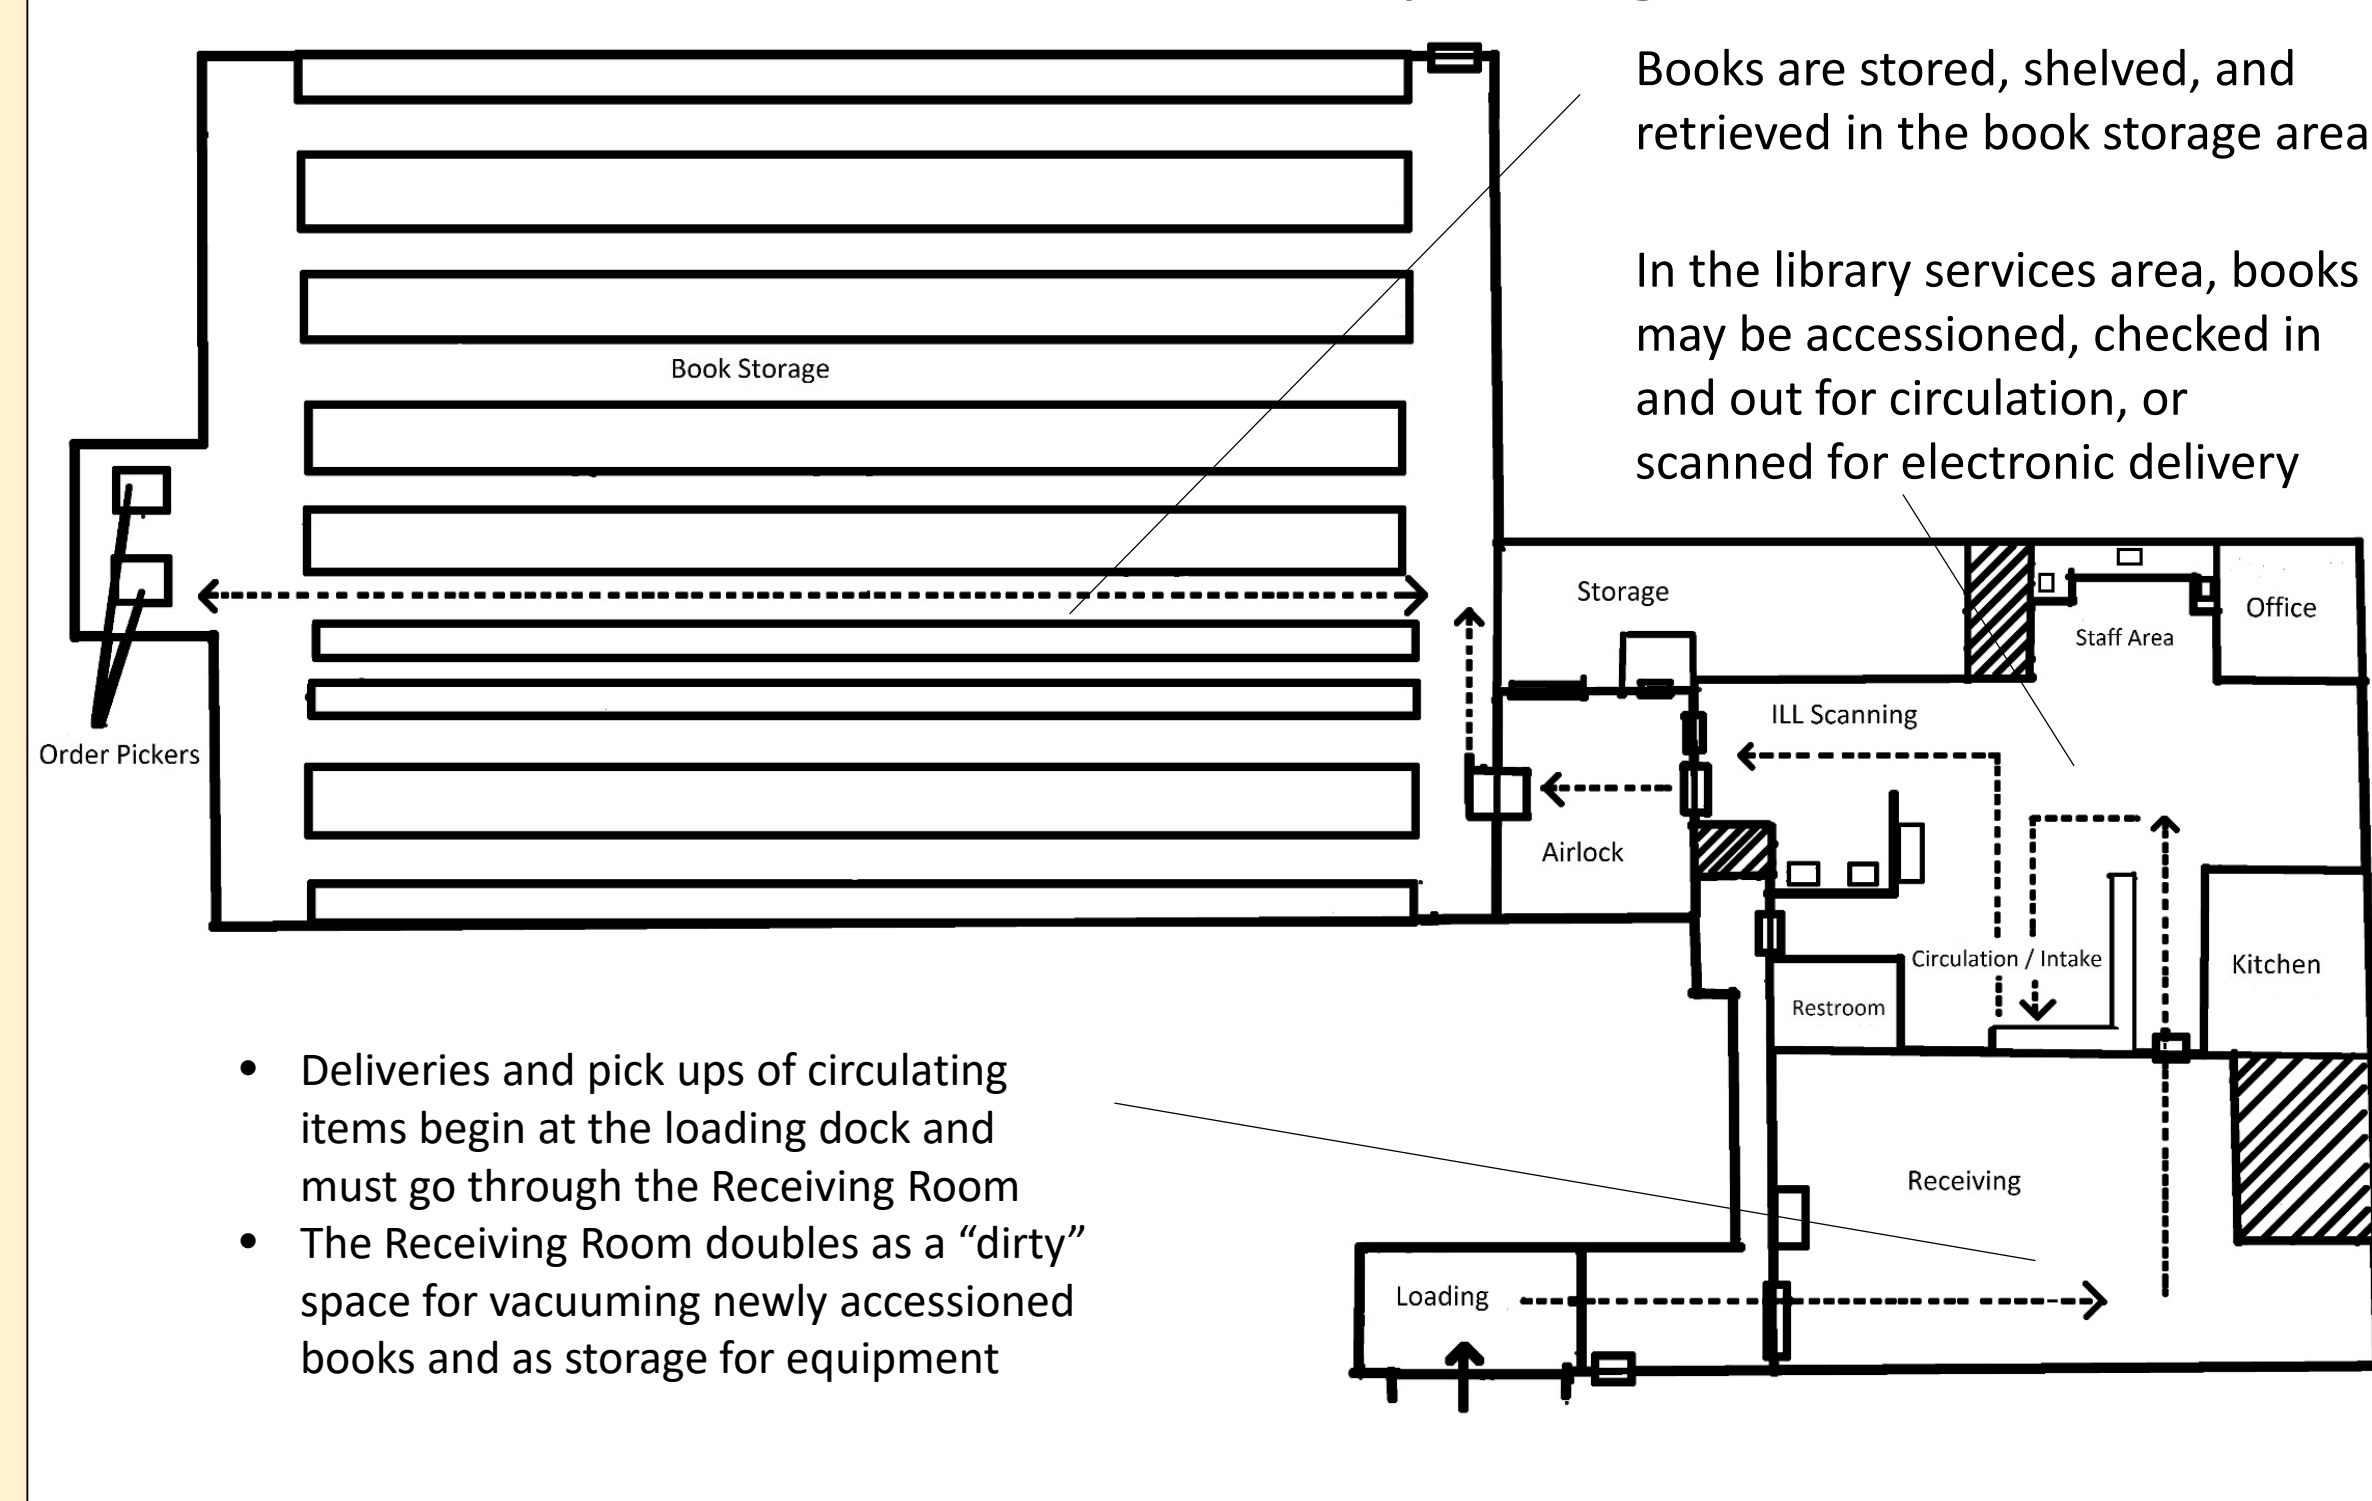 Books are stored, shelved, and
retrieved in the book storage area
In the library services area, books
may be accessioned, checked in
and out for circulation, or
scanned for electronic delivery
Book Storage
Storage
Office
Staff Area
ILL Scanning
Order Pickers
Airlock
Circulation / Intake
Kitchen
Restroom
Receiving
Loading
• Deliveries and pick ups of circulating
items begin at the loading dock and
must go through the Receiving Room
• The Receiving Room doubles as a “dirty”
space for vacuuming newly accessioned
books and as storage for equipment